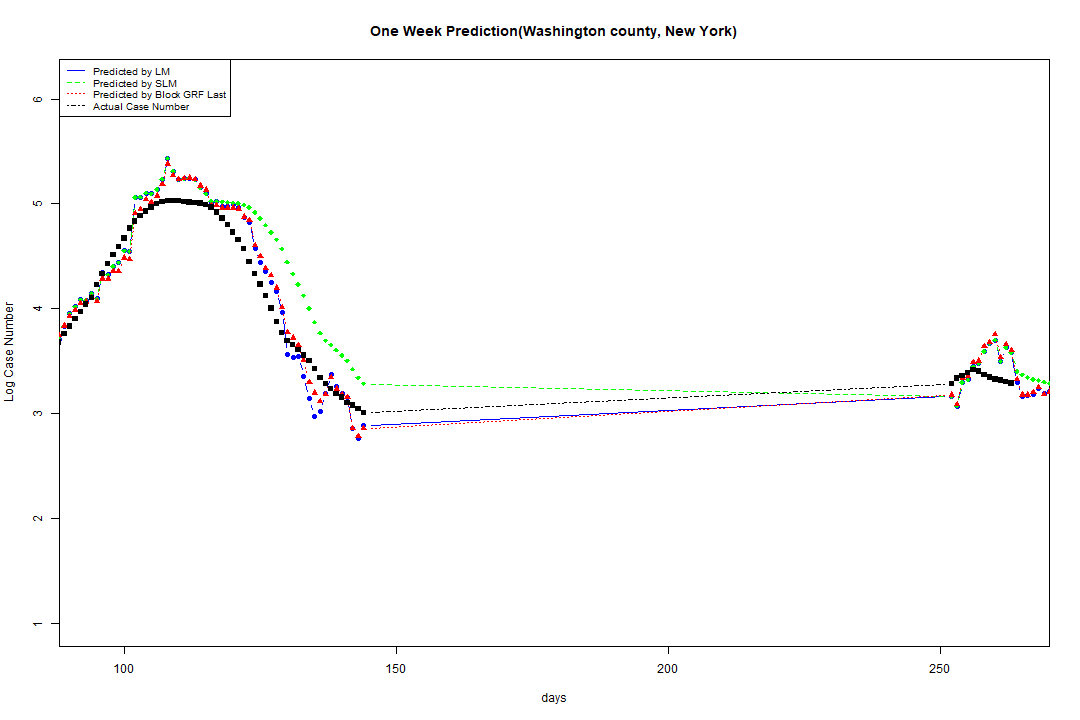 One Week Prediction(Washington county, New York)
Predicted by LM
Predicted by SLM
Predicted by Block GRF Last
Actual Case Number
6
5
4
3
2
1
Log Case Number
100
150
200
250
days